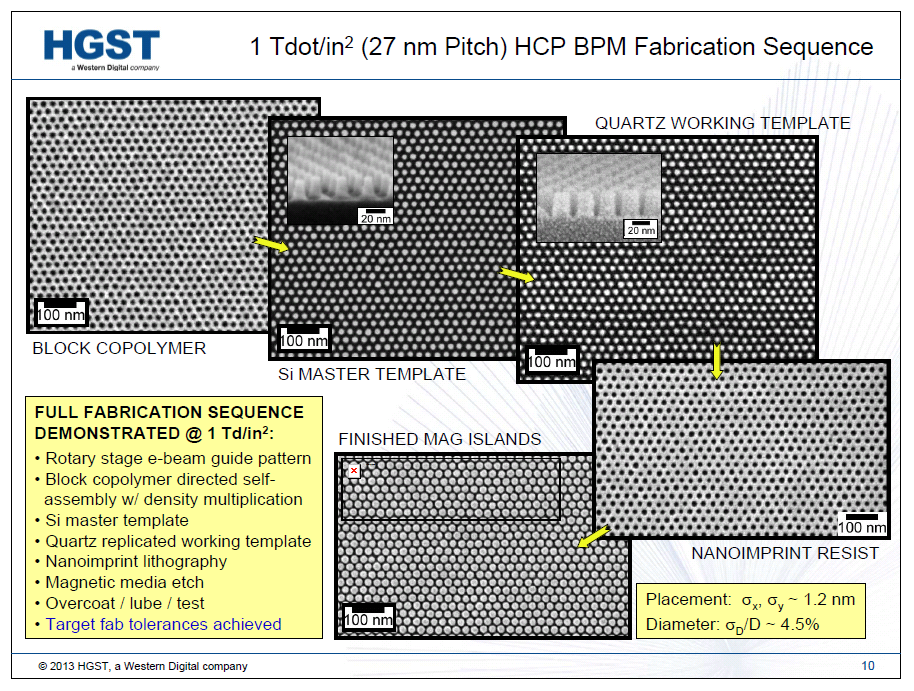 HGST
a Western Digital company
1 Tdot/in² (27 nm Pitch) HCP BPM Fabrication Sequence
QUARTZ WORKING TEMPLATE
20 nm
20 nm
100 nm
100 nm
100 nm
BLOCK COPOLYMER
Si MASTER TEMPLATE
FULL FABRICATION SEQUENCE
DEMONSTRATED @ 1 Td/in²:
• Rotary stage e-beam guide pattern
• Block copolymer directed self-
assembly w/ density multiplication
• Si master template
• Quartz replicated working template
• Nanoimprint lithography
• Magnetic media etch
• Overcoat / lube / test
• Target fab tolerances achieved
FINISHED MAG ISLANDS
100 nm
100 nm
NANOIMPRINT RESIST
Placement: σx, σy ~ 1.2 nm
Diameter: σD/D ~ 4.5%
© 2013 HGST, a Western Digital company
10